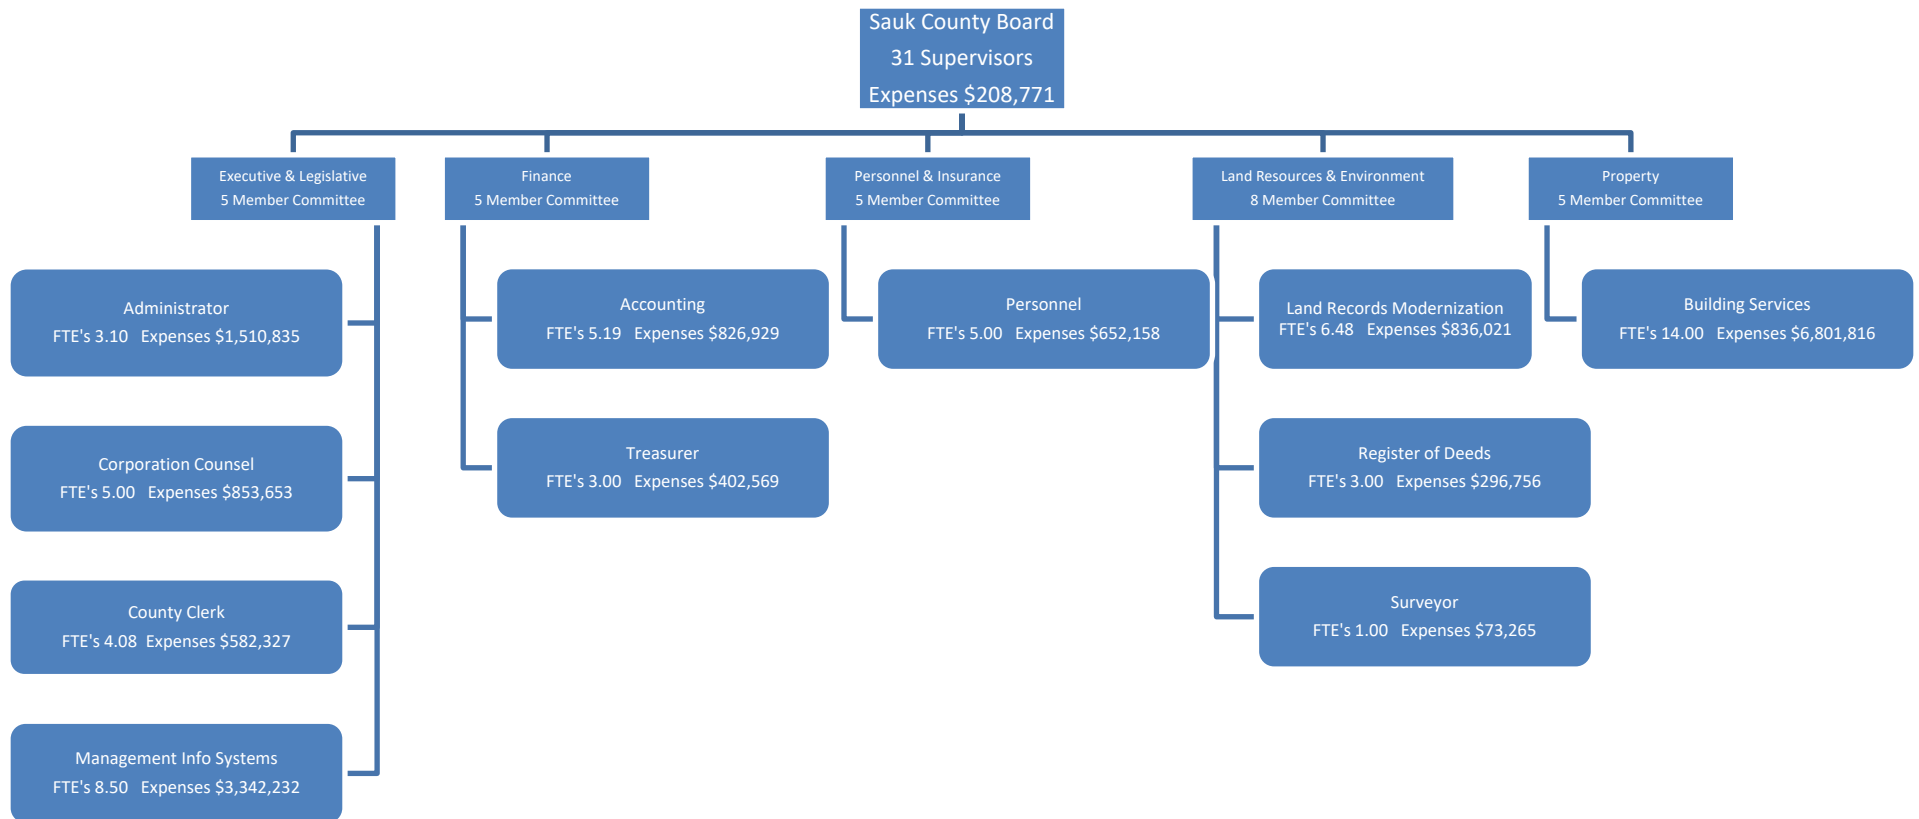 Sauk County Board
31 Supervisors
Expenses $208,771
Executive & Legislative
5 Member Committee
Finance
5 Member Committee
Personnel & Insurance
5 Member Committee
Land Resources & Environment
8 Member Committee
Property
5 Member Committee
Administrator
FTE's 3.10 Expenses $1,510,835
Accounting
FTE's 5.19 Expenses $826,929
Personnel
FTE's 5.00 Expenses $652,158
Land Records Modernization
FTE's 6.48 Expenses $836,021
Building Services
FTE's 14.00 Expenses $6,801,816
Corporation Counsel
FTE's 5.00 Expenses $853,653
Treasurer
FTE's 3.00 Expenses $402,569
Register of Deeds
FTE's 3.00 Expenses $296,756
County Clerk
FTE's 4.08 Expenses $582,327
Surveyor
FTE's 1.00 Expenses $73,265
Management Info Systems
FTE's 8.50 Expenses $3,342,232